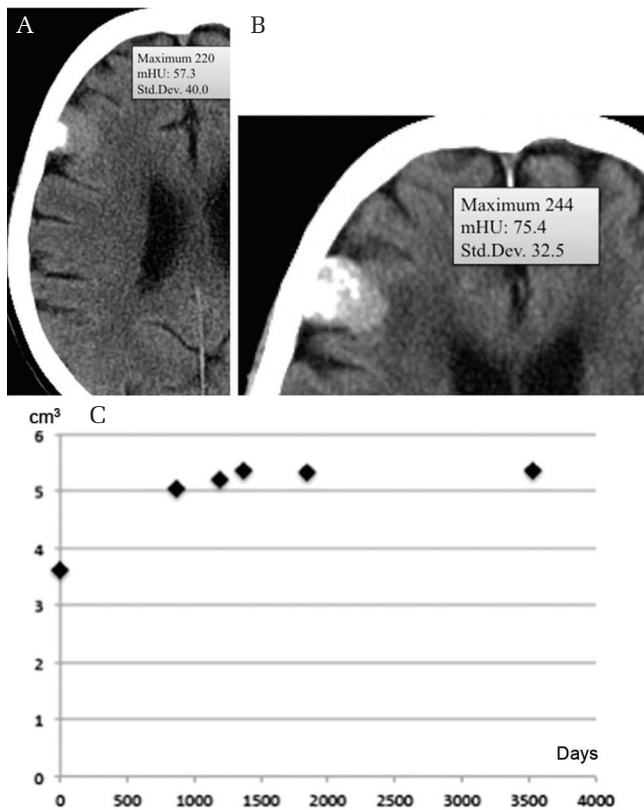 A
Maximum 220
mHU: 57.3
Std.Dev. 40.0
B
Maximum 244
mHU: 75.4
Std.Dev. 32.5
cm³
C
6
5
4
3
2
1
0
Days
0 500 1000 1500 2000 2500 3000 3500 4000